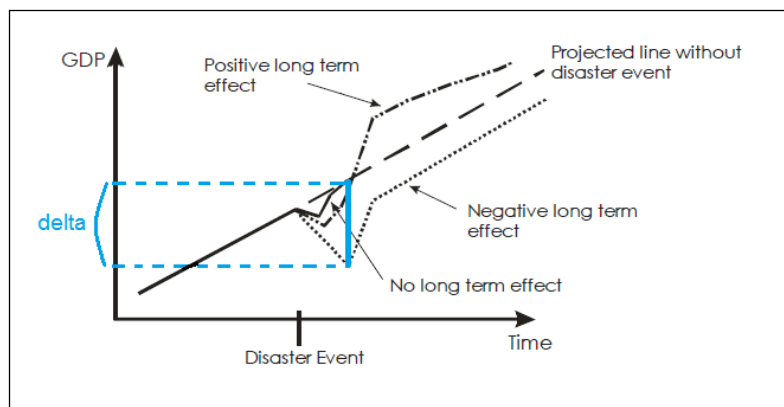 GDP
Positive long term
effect
Projected line without
disaster event
delta
Negative long term
effect
No long term effect
Time
Disaster Event